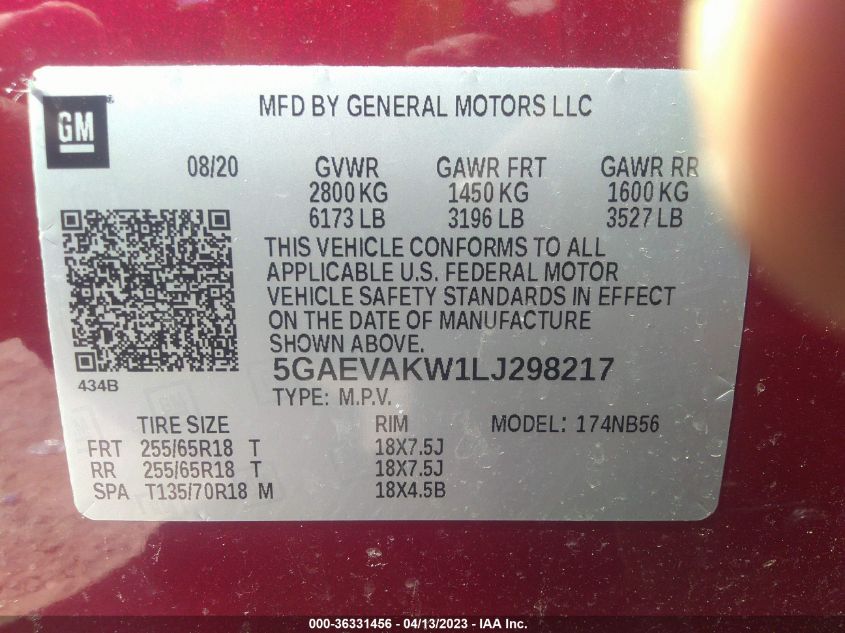 GM
MFD BY GENERAL MOTORS LLC
08/20 GVWR GAWR FRT GAWR RR
2800 KG 1450 KG 1600 KG
6173 LB 3196 LB 3527 LB
THIS VEHICLE CONFORMS TO ALL
APPLICABLE U.S. FEDERAL MOTOR
VEHICLE SAFETY STANDARDS IN EFFECT
ON THE DATE OF MANUFACTURE
SHOWN ABOVE.
434B
5GAEVAKW1LJ298217
TYPE: M.P.V.
TIRE SIZE RIM MODEL: 174NB56
FRT 255/65R18 T 18X7.5J
RR 255/65R18 T 18X7.5J
SPA T135/70R18 M 18X4.5B
000-36331456 - 04/13/2023 - IAA Inc.